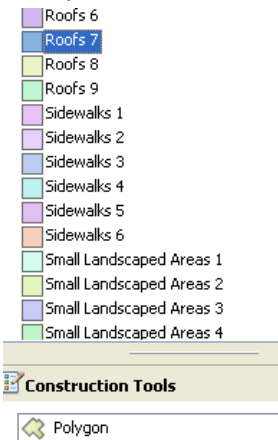 Roofs 6
Roofs 7
Roofs 8
Roofs 9
Sidewalks 1
Sidewalks 2
Sidewalks 3
Sidewalks 4
Sidewalks 5
Sidewalks 6
Small Landscaped Areas 1
Small Landscaped Areas 2
Small Landscaped Areas 3
Small Landscaped Areas 4
Construction Tools
Polygon